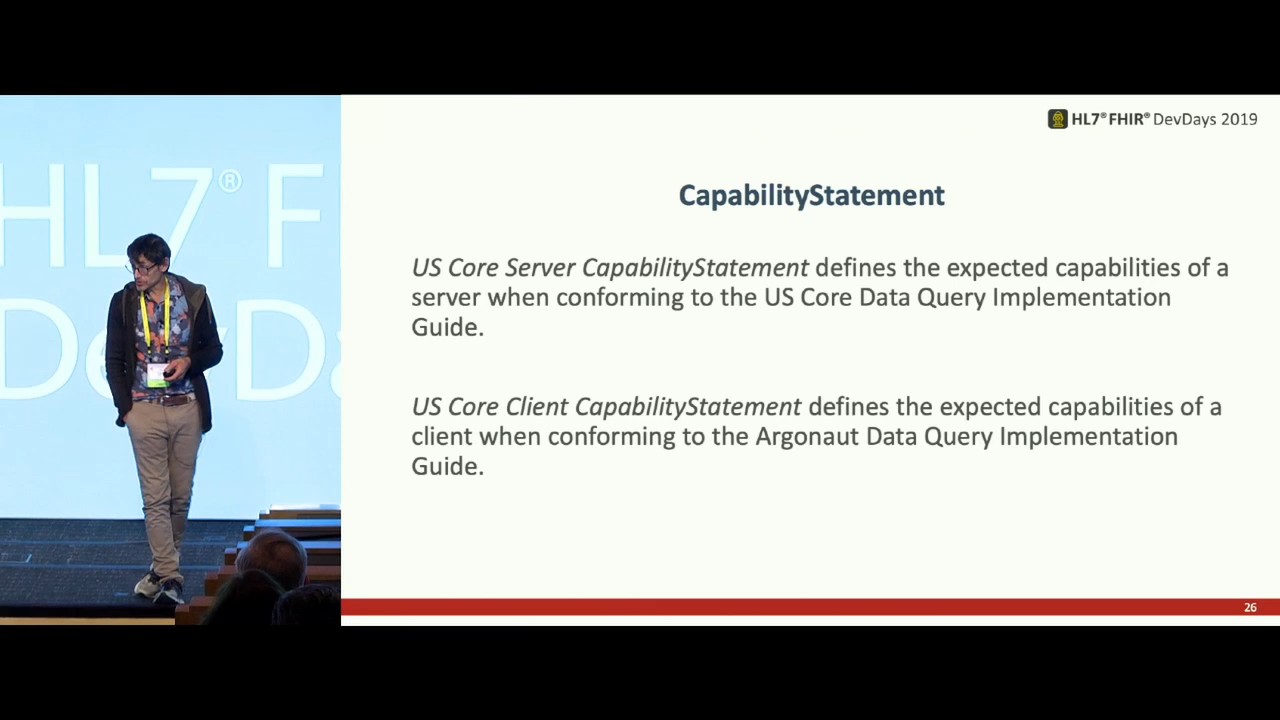 HL7® F
DevDa
HL7® FHIR® DevDays 2019
CapabilityStatement
US Core Server CapabilityStatement defines the expected capabilities of a
server when conforming to the US Core Data Query Implementation
Guide.
US Core Client CapabilityStatement defines the expected capabilities of a
client when conforming to the Argonaut Data Query Implementation
Guide.
26